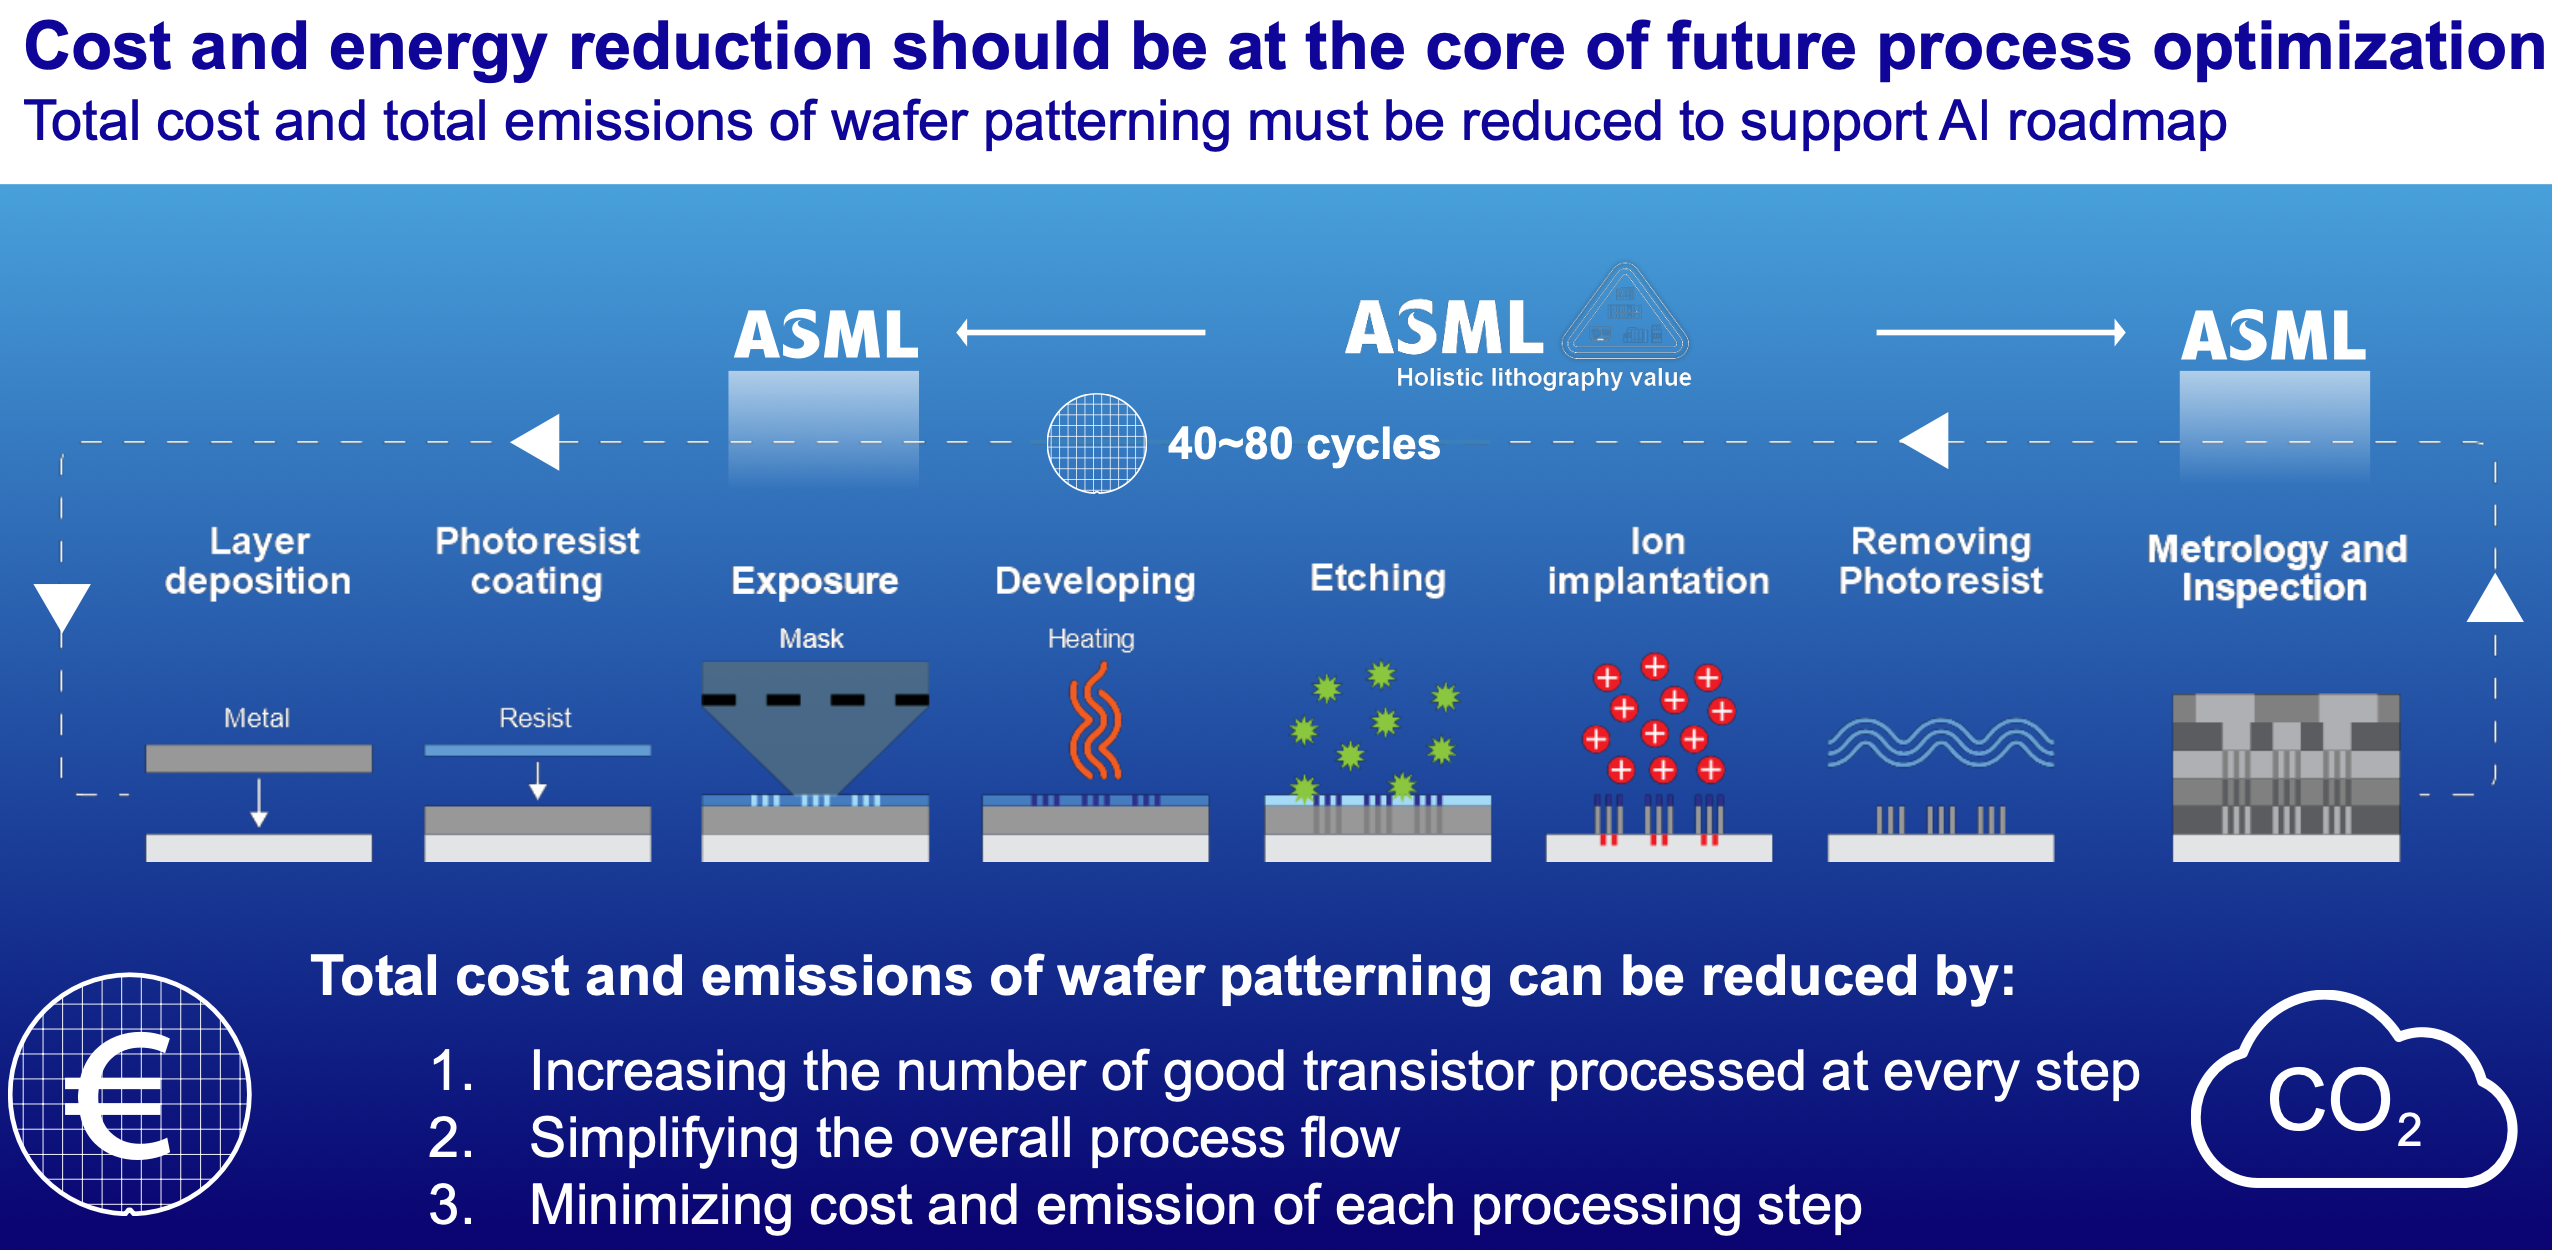 Cost and energy reduction should be at the core of future process optimization
Total cost and total emissions of wafer patterning must be reduced to support AI roadmap
ASML
ASML
Holistic lithography value
ASML
40~80 cycles
Layer
deposition
Photoresist
coating
Exposure
Developing
Etching
Ion
implantation
Removing
Photoresist
Metrology and
Inspection
Mask
Heating
Metal
Resist
Total cost and emissions of wafer patterning can be reduced by:
1. Increasing the number of good transistor processed at every step
2. Simplifying the overall process flow
3. Minimizing cost and emission of each processing step
€
CO₂